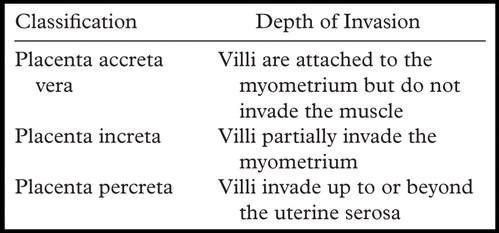 Classification Depth of Invasion
Placenta accreta Villi are attached to the
vera myometrium but do not
invade the muscle
Placenta increta Villi partially invade the
myometrium
Placenta percreta Villi invade up to or beyond
the uterine serosa